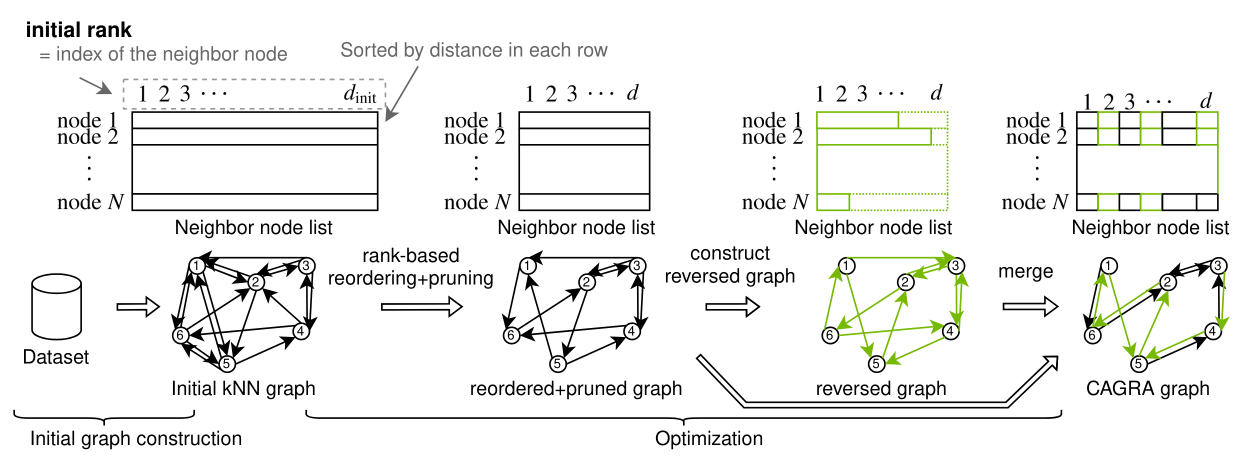 initial rank
= index of the neighbor node
Sorted by distance in each row
1 2 3 ··· dinit
node 1
node 2
⋮
node N
Neighbor node list
1 2 3 ··· d
node 1
node 2
⋮
node N
Neighbor node list
1 2 3 ··· d
node 1
node 2
⋮
node N
Neighbor node list
1 2 3 ··· d
node 1
node 2
⋮
node N
Neighbor node list
Dataset
1
2
3
4
5
6
Initial kNN graph
rank-based
reordering+pruning
1
2
3
4
5
6
reordered+pruned graph
construct
reversed graph
1
2
3
4
5
6
reversed graph
merge
1
2
3
4
5
6
CAGRA graph
Initial graph construction
Optimization